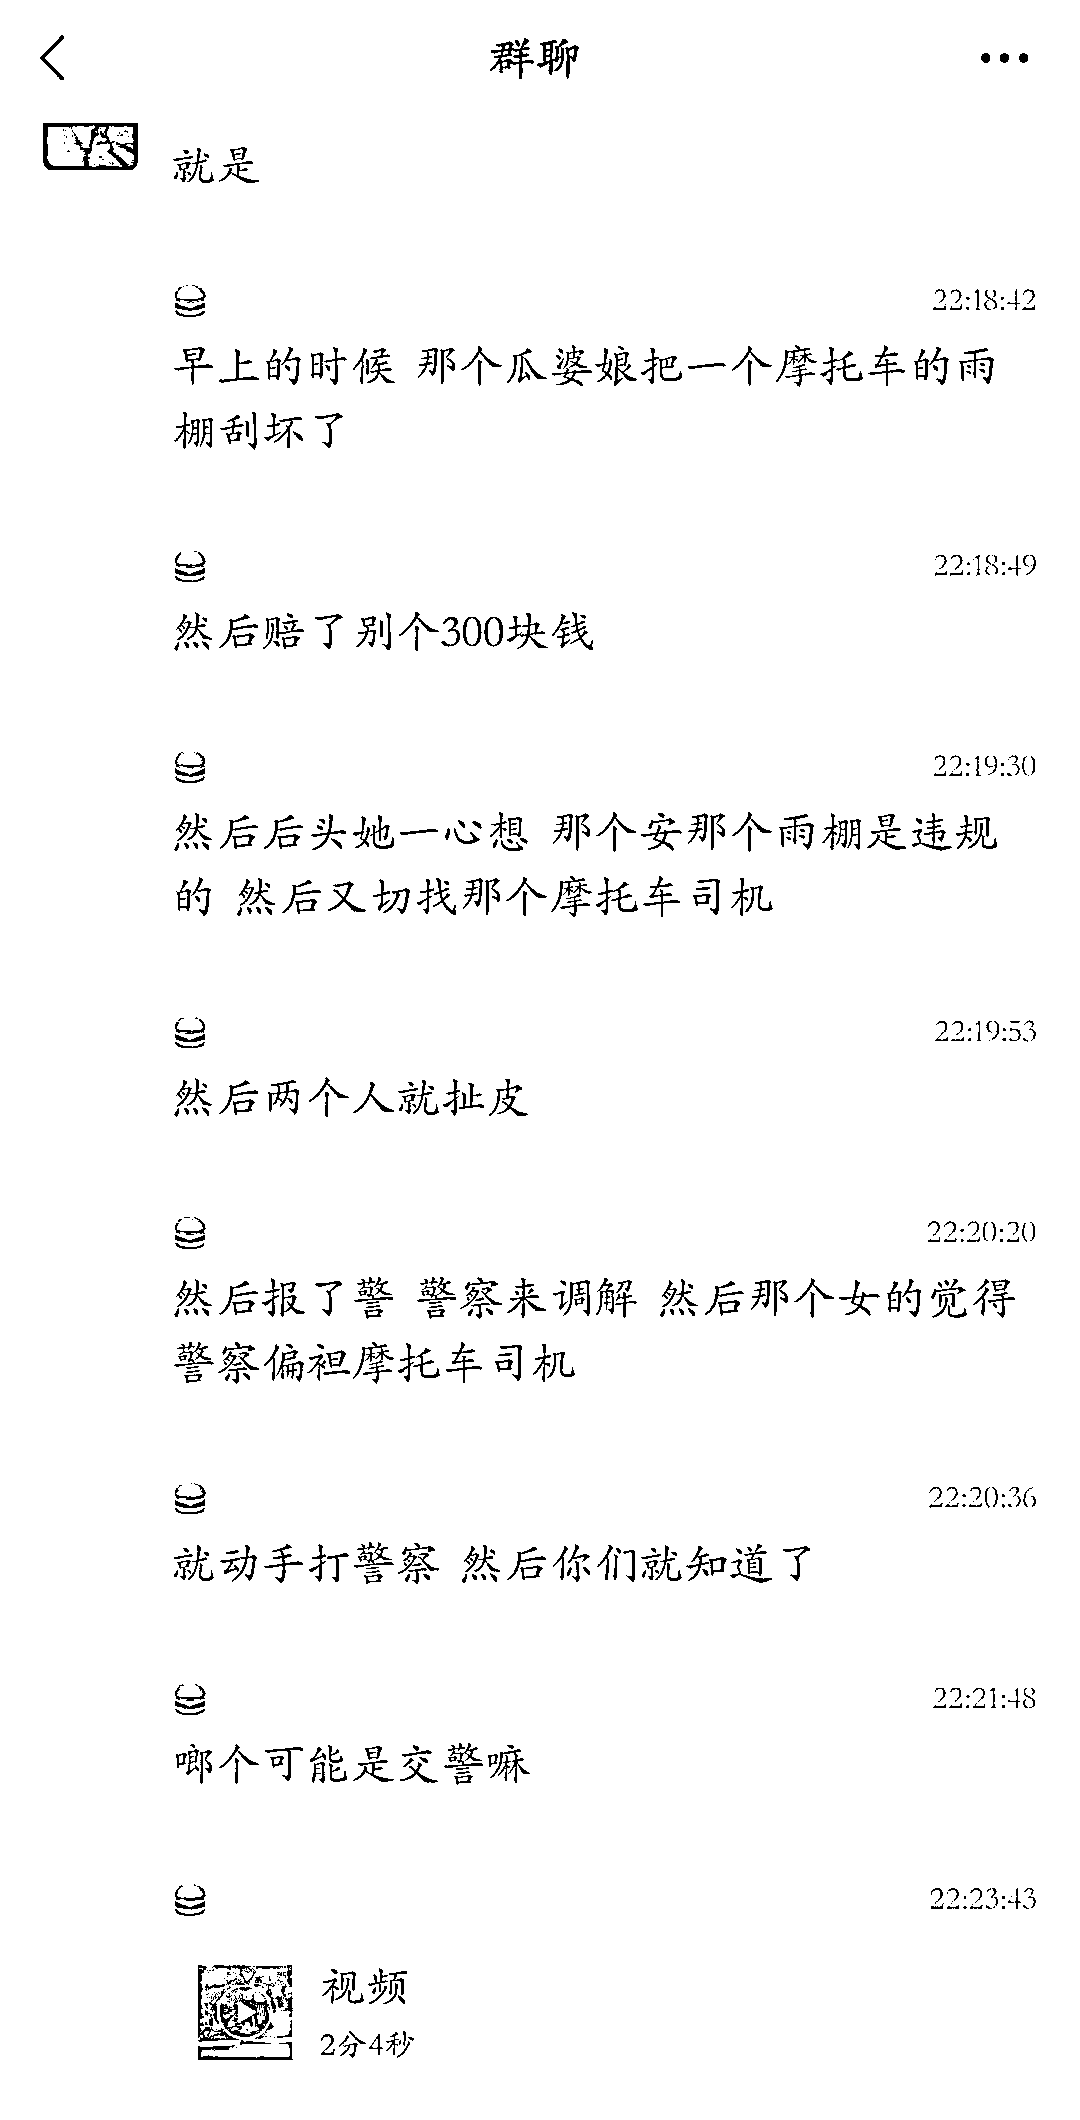 群聊
就是
22:18:42
早上的时候 那个瓜婆娘把一个摩托车的雨
棚刮坏了
22:18:49
然后赔了别个300块钱
22:19:30
然后后头她一心想 那个安那个雨棚是违规
的 然后又切找那个摩托车司机
22:19:53
然后两个人就扯皮
22:20:20
然后报了警 警察来调解 然后那个女的觉得
警察偏袒摩托车司机
22:20:36
就动手打警察 然后你们就知道了
22:21:48
啷个可能是交警嘛
22:23:43
视频
2分4秒